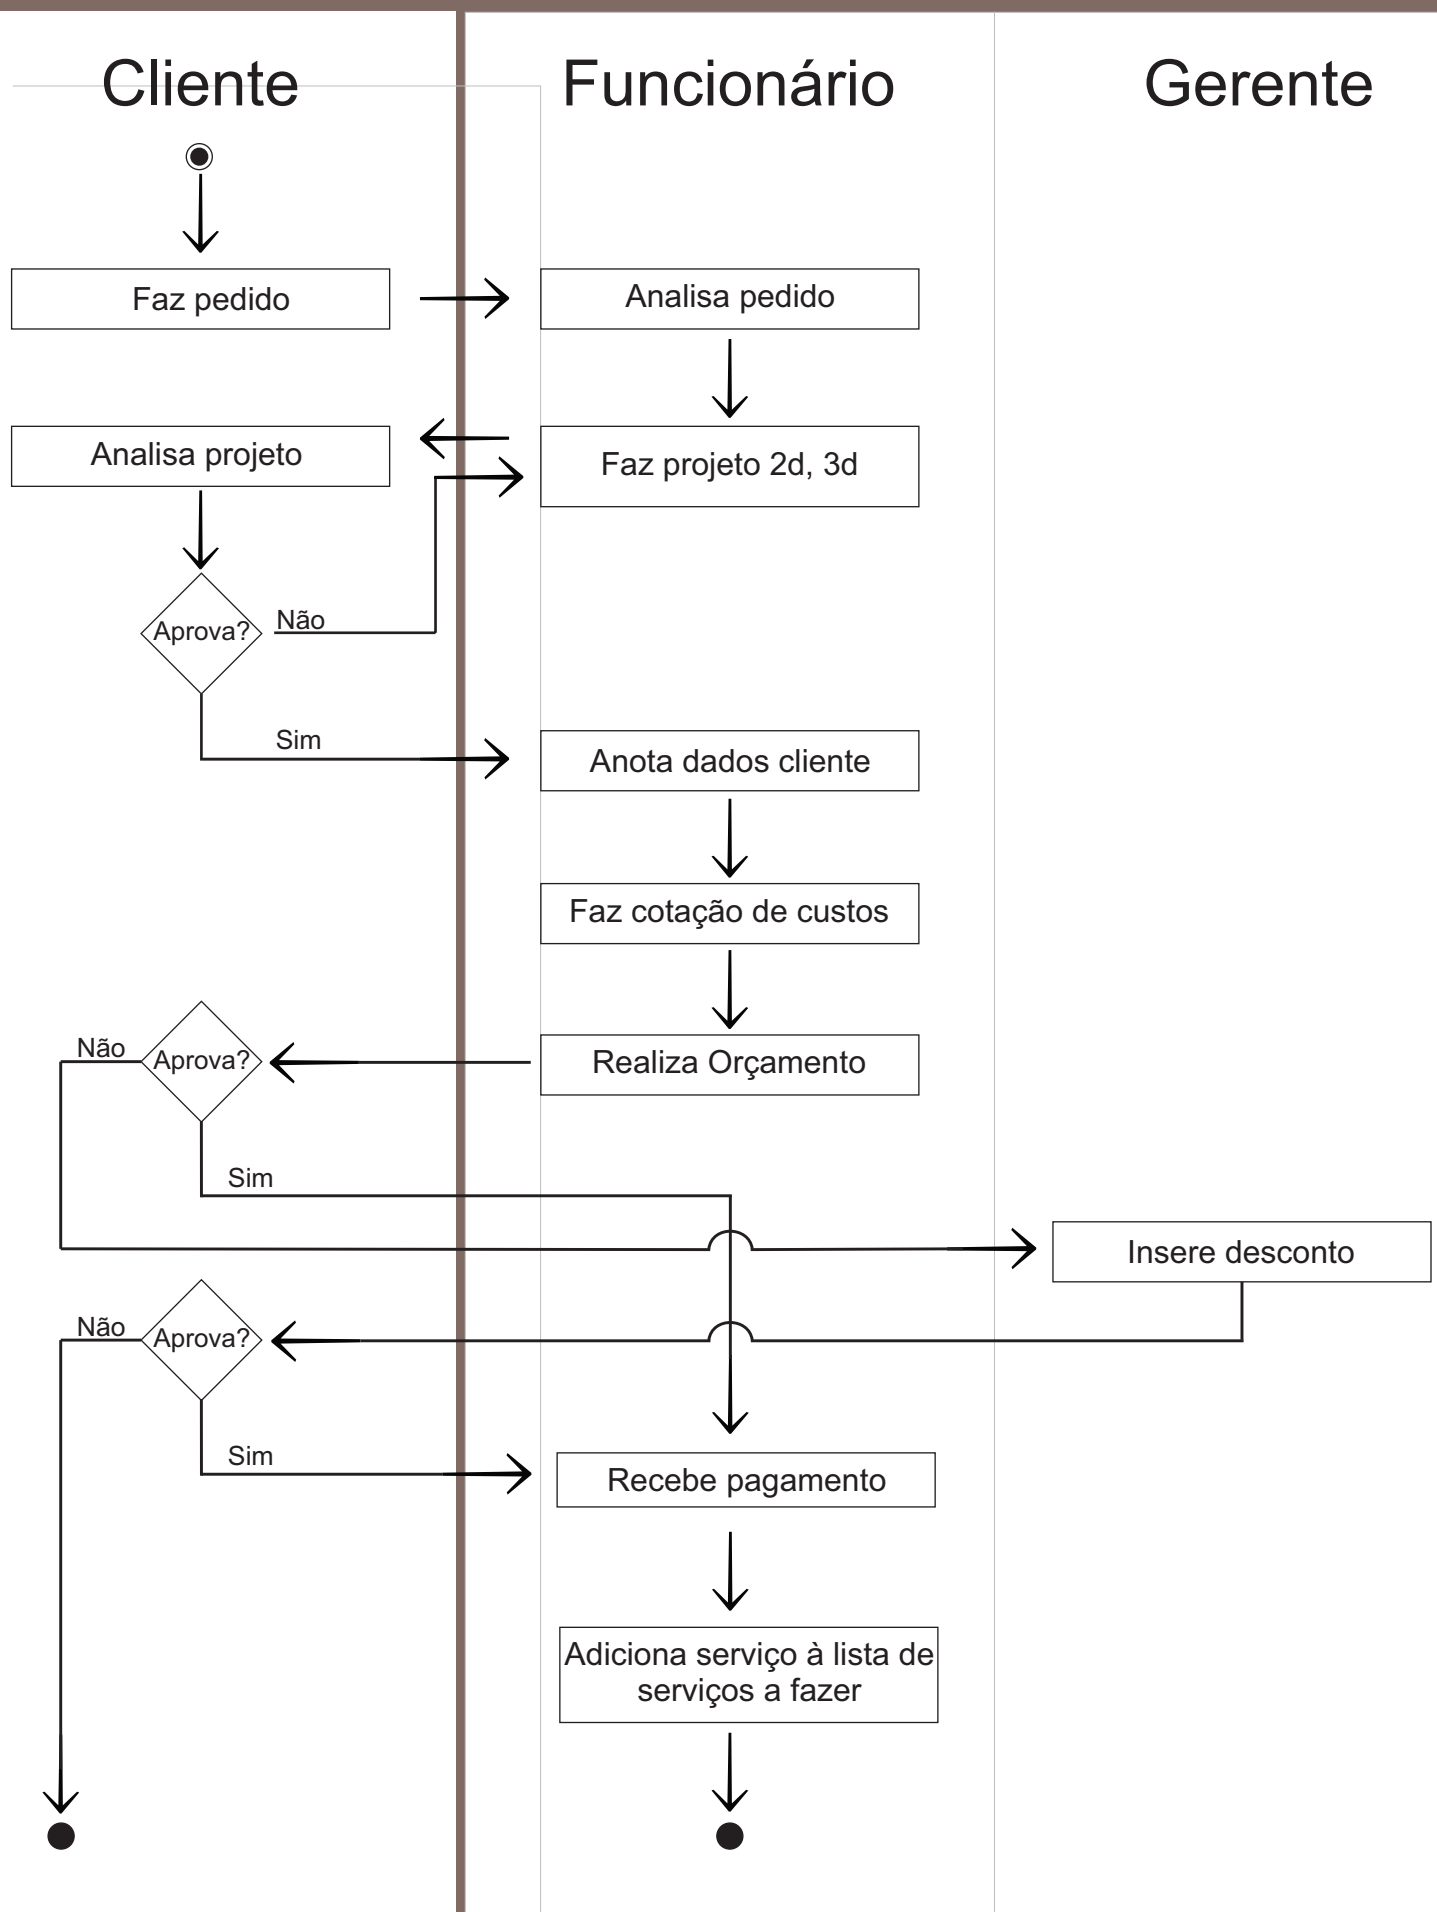 Cliente
Funcionário
Gerente
Faz pedido
Analisa pedido
Analisa projeto
Faz projeto 2d, 3d
Aprova?
Não
Sim
Anota dados cliente
Faz cotação de custos
Não
Aprova?
Realiza Orçamento
Sim
Insere desconto
Não
Aprova?
Sim
Recebe pagamento
Adiciona serviço à lista de
serviços a fazer